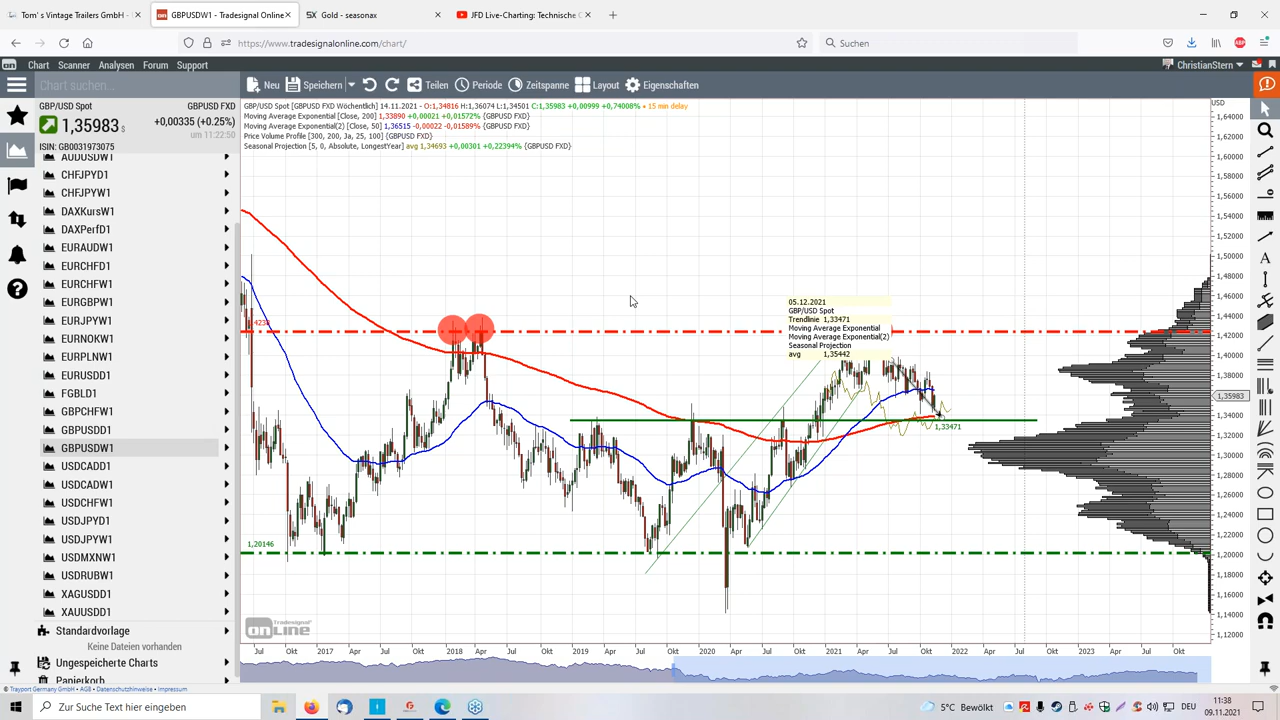 Tom´s Vintage Trailers GmbH -
GBPUSDW1 - Tradesignal Online
Gold - seasonax
JFD Live-Charting: Technische C
https://www.tradesignalonline.com/chart/
Suchen
Chart Scanner Analysen Forum Support
ChristianStern
Chart suchen...
Neu Speichern Teilen Periode Zeitspanne Layout Eigenschaften
GBP/USD Spot GBPUSD FXD
1,35983 $ +0,00335 (+0.25%)
um 11:22:50
ISIN: GB0031973075
AUDUSDW1
CHFJPYD1
CHFJPYW1
DAXKursW1
DAXPerfD1
EURAUDW1
EURCHFD1
EURCHFW1
EURGBPW1
EURJPYW1
EURNOKW1
EURPLNW1
EURUSDD1
FGBLD1
GBPCHFW1
GBPUSDD1
GBPUSDW1
USDCADD1
USDCADW1
USDCHFW1
USDJPYD1
USDJPYW1
USDMXNW1
USDRUBW1
XAGUSDD1
XAUUSDD1
Standardvorlage
Keine Dateien vorhanden
Ungespeicherte Charts
Papierkorb
© Trayport Germany GmbH • AGB • Datenschutzhinweise • Impressum
GBP/USD Spot [GBPUSD FXD Wöchentlich] 14.11.2021 - O:1,34816 H:1,36074 L:1,34501 C:1,35983 +0,00999 +0,74008% • 15 min delay
Moving Average Exponential [Close, 200] 1,33890 +0,00021 +0,01572% {GBPUSD FXD}
Moving Average Exponential(2) [Close, 50] 1,36515 -0,00022 -0,01589% {GBPUSD FXD}
Price Volume Profile [300, 200, Ja, 25, 100] {GBPUSD FXD}
Seasonal Projection [5, 0, Absolute, LongestYear] avg 1,34693 +0,00301 +0,22394% {GBPUSD FXD}
05.12.2021
GBP/USD Spot
Trendlinie 1,33471
Moving Average Exponential
Moving Average Exponential(2)
Seasonal Projection
avg 1,35442
1,33471
1,20146
Tradesignal
onLine
USD
1,64000
1,62000
1,60000
1,58000
1,56000
1,54000
1,52000
1,50000
1,48000
1,46000
1,44000
1,42000
1,40000
1,38000
1,35983
1,34000
1,32000
1,30000
1,28000
1,26000
1,24000
1,22000
1,20000
1,18000
1,16000
1,14000
1,12000
Jul Okt 2017 Apr Jul Okt 2018 Apr Jul Okt 2019 Apr Jul Okt 2020 Apr Jul Okt 2021 Apr Jul Okt 2022 Apr Jul Okt 2023 Apr Jul Okt
Zur Suche Text hier eingeben
5°C Bewölkt
DEU
11:38
09.11.2021